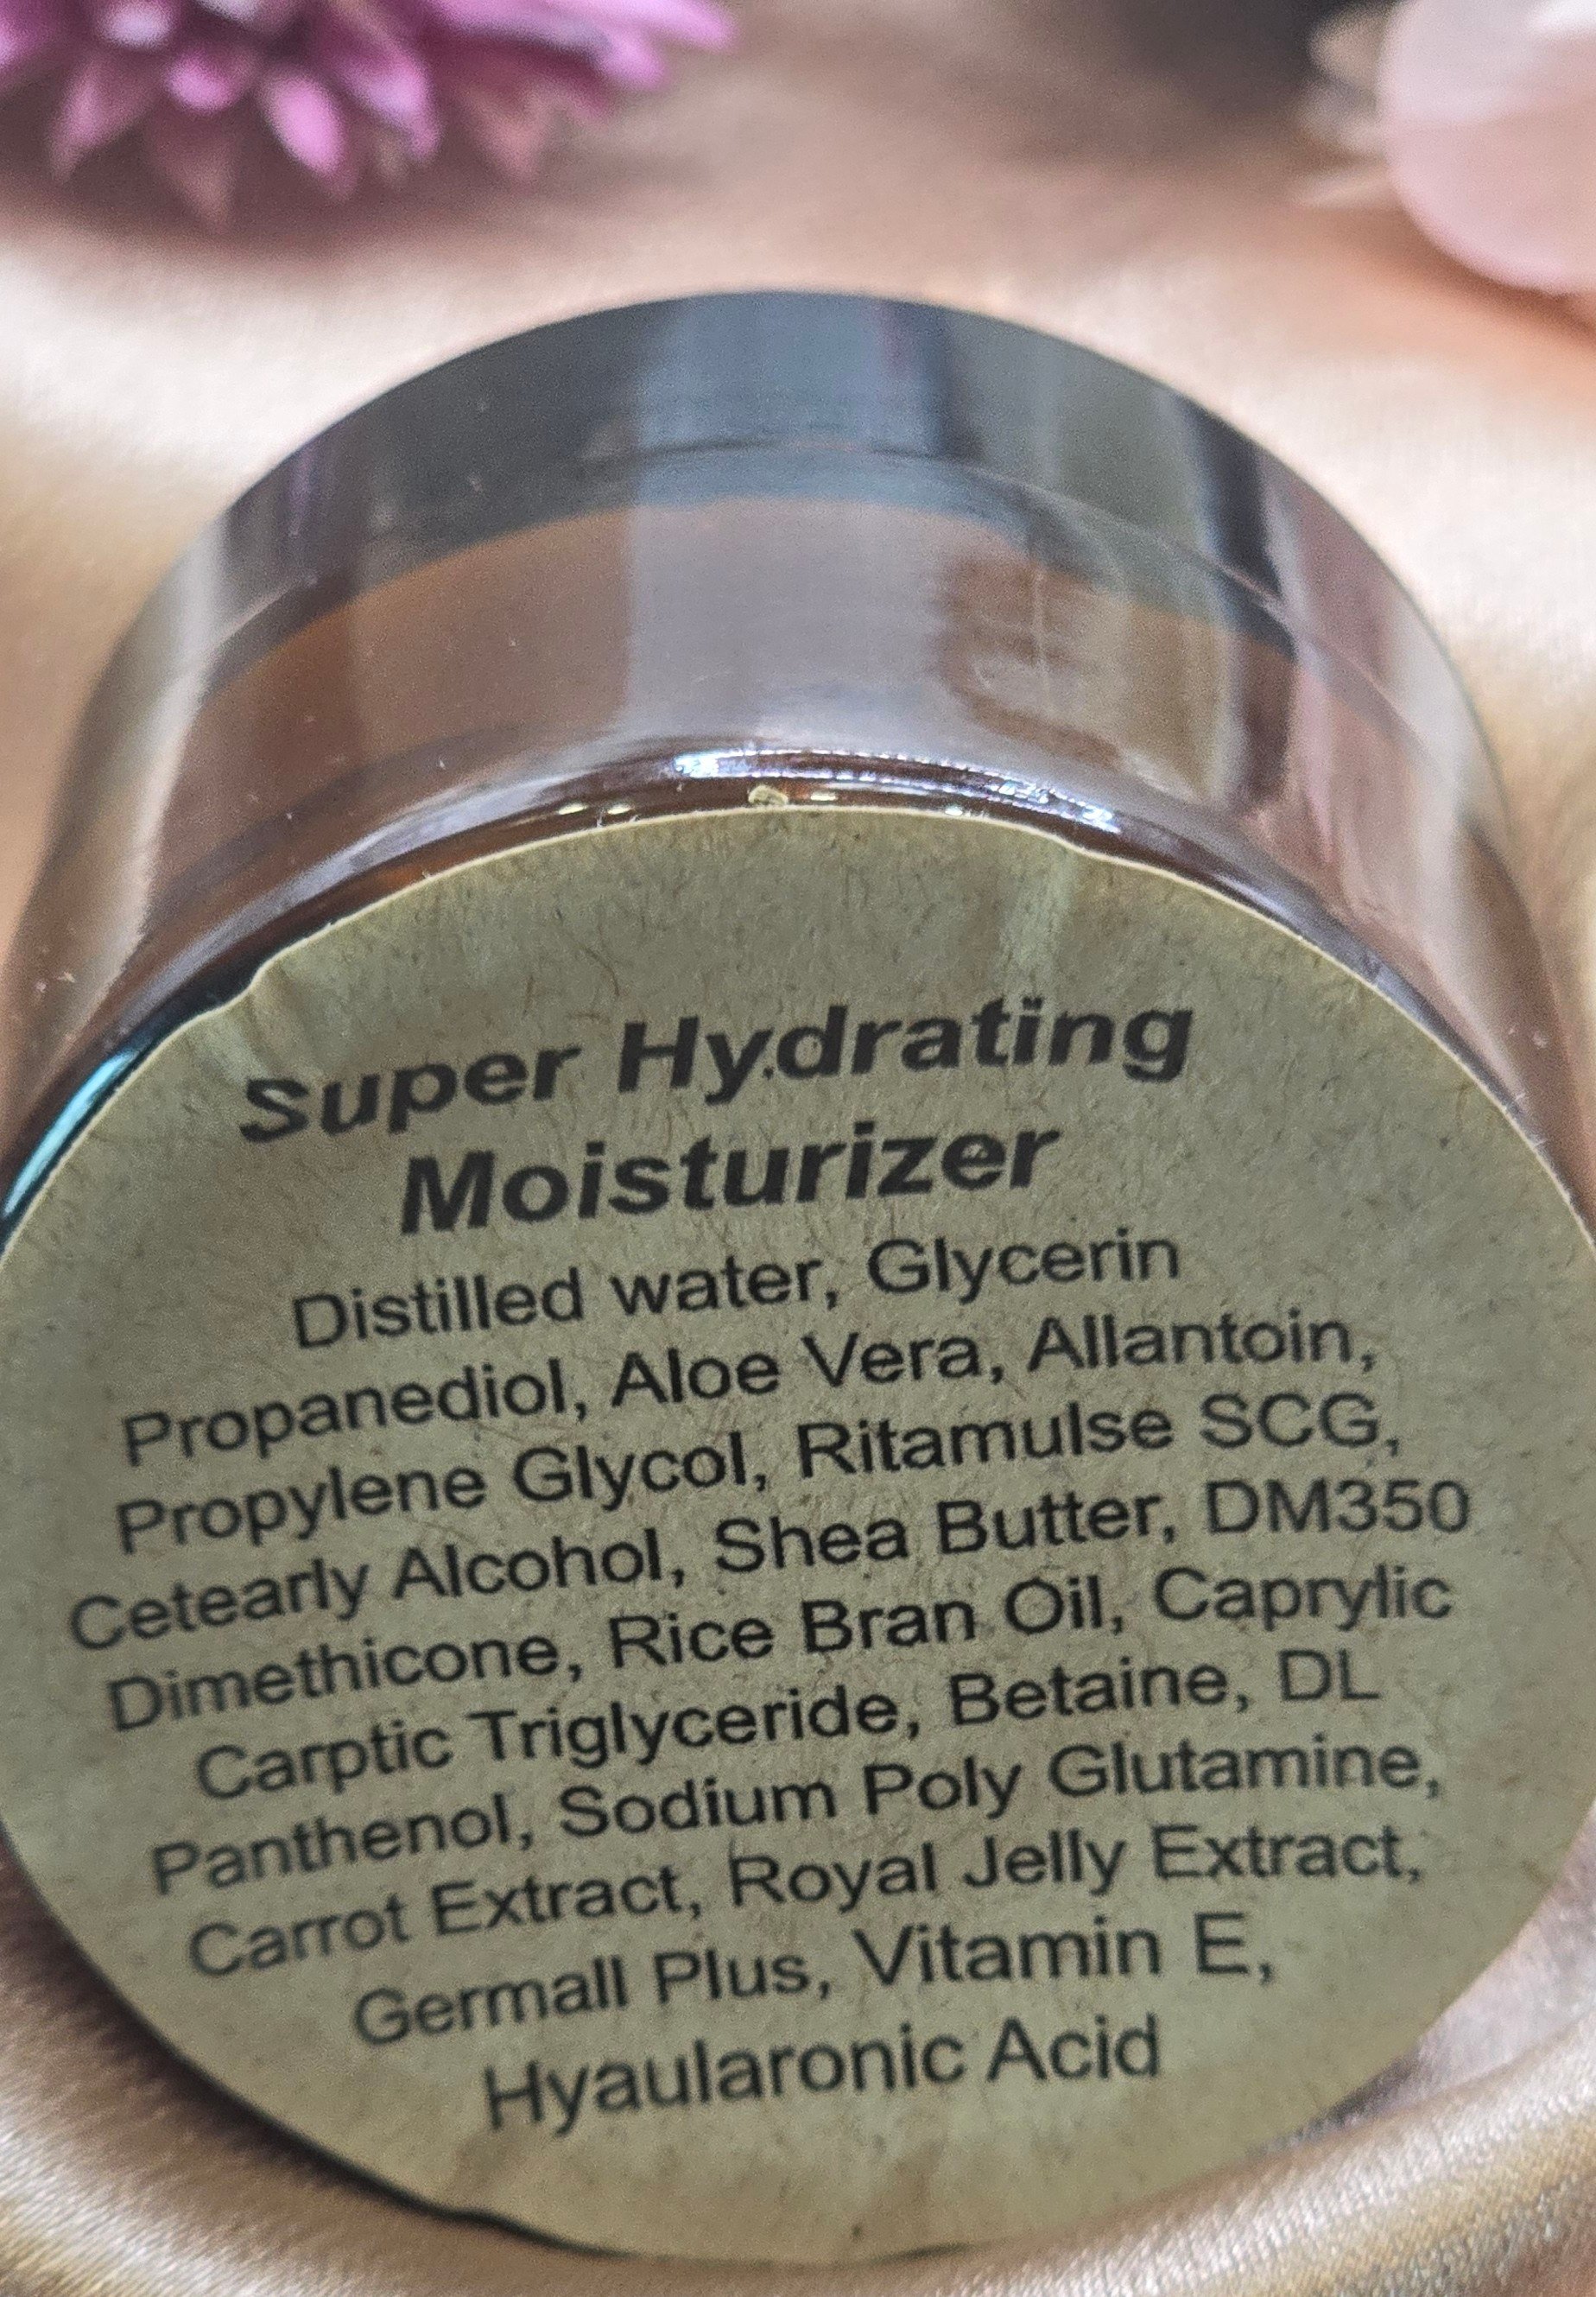 Super Hydrating
Moisturizer
Distilled water, Glycerin
Propanediol, Aloe Vera, Allantoin,
Propylene Glycol, Ritamulse SCG,
Cetearly Alcohol, Shea Butter, DM350
Dimethicone, Rice Bran Oil, Caprylic
Carptic Triglyceride, Betaine, DL
Panthenol, Sodium Poly Glutamine,
Carrot Extract, Royal Jelly Extract,
Germall Plus, Vitamin E,
Hyaularonic Acid